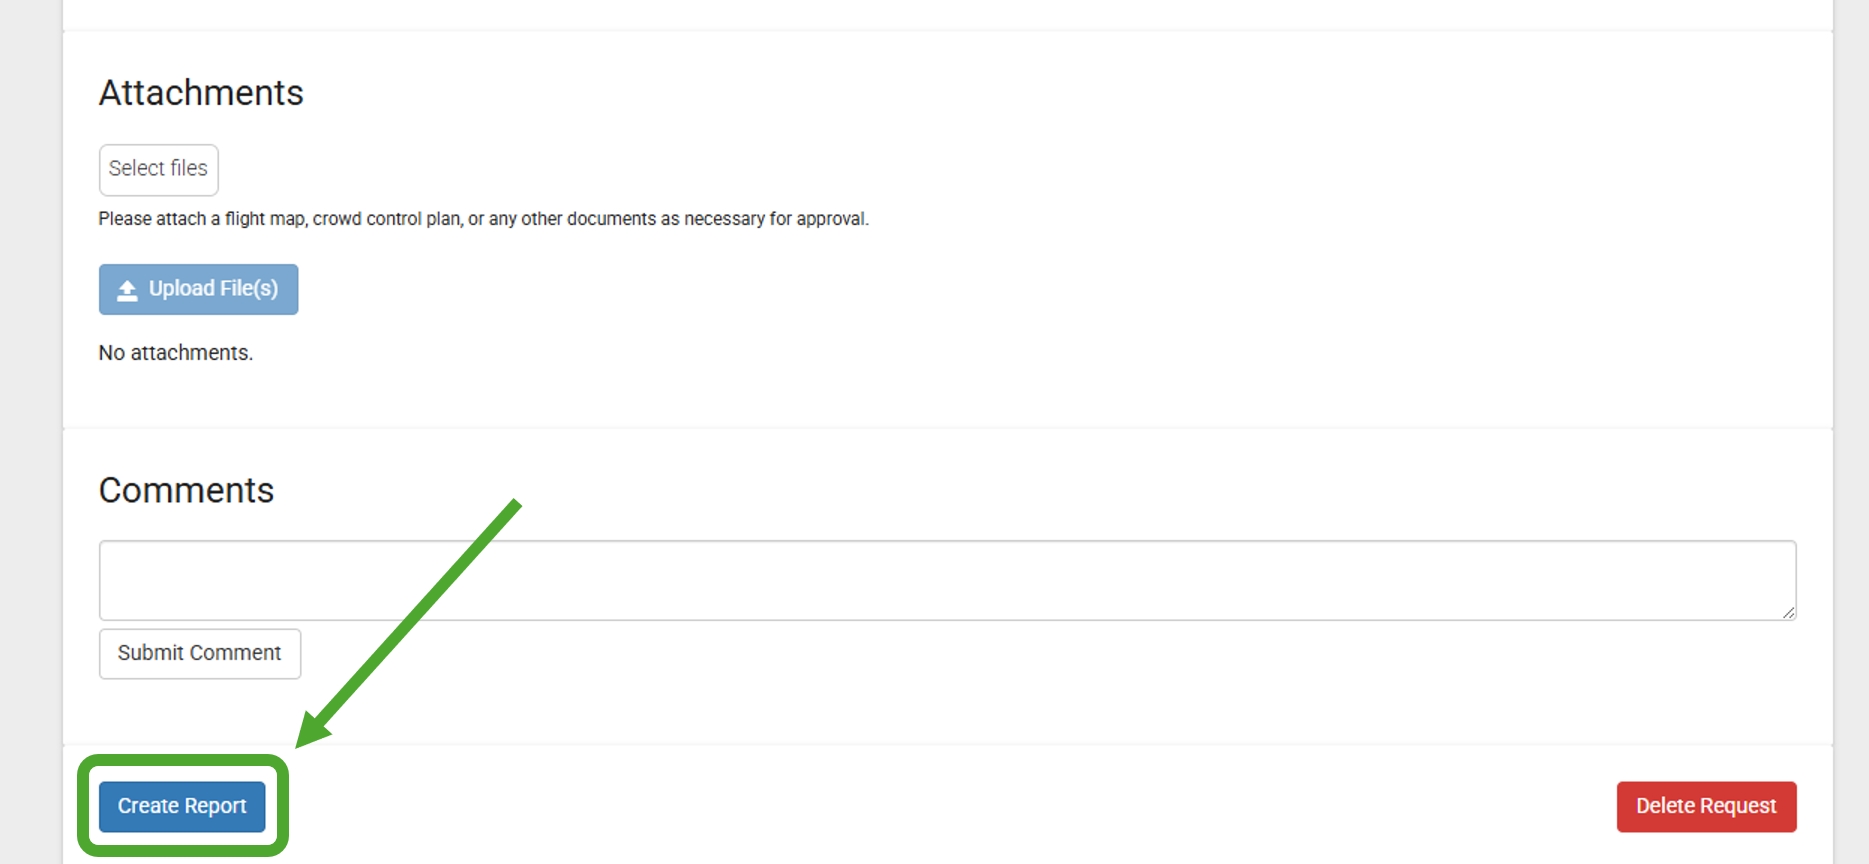 Attachments
Select files
Please attach a flight map, crowd control plan, or any other documents as necessary for approval.
Upload File(s)
No attachments.
Comments
Submit Comment
Create Report
Delete Request